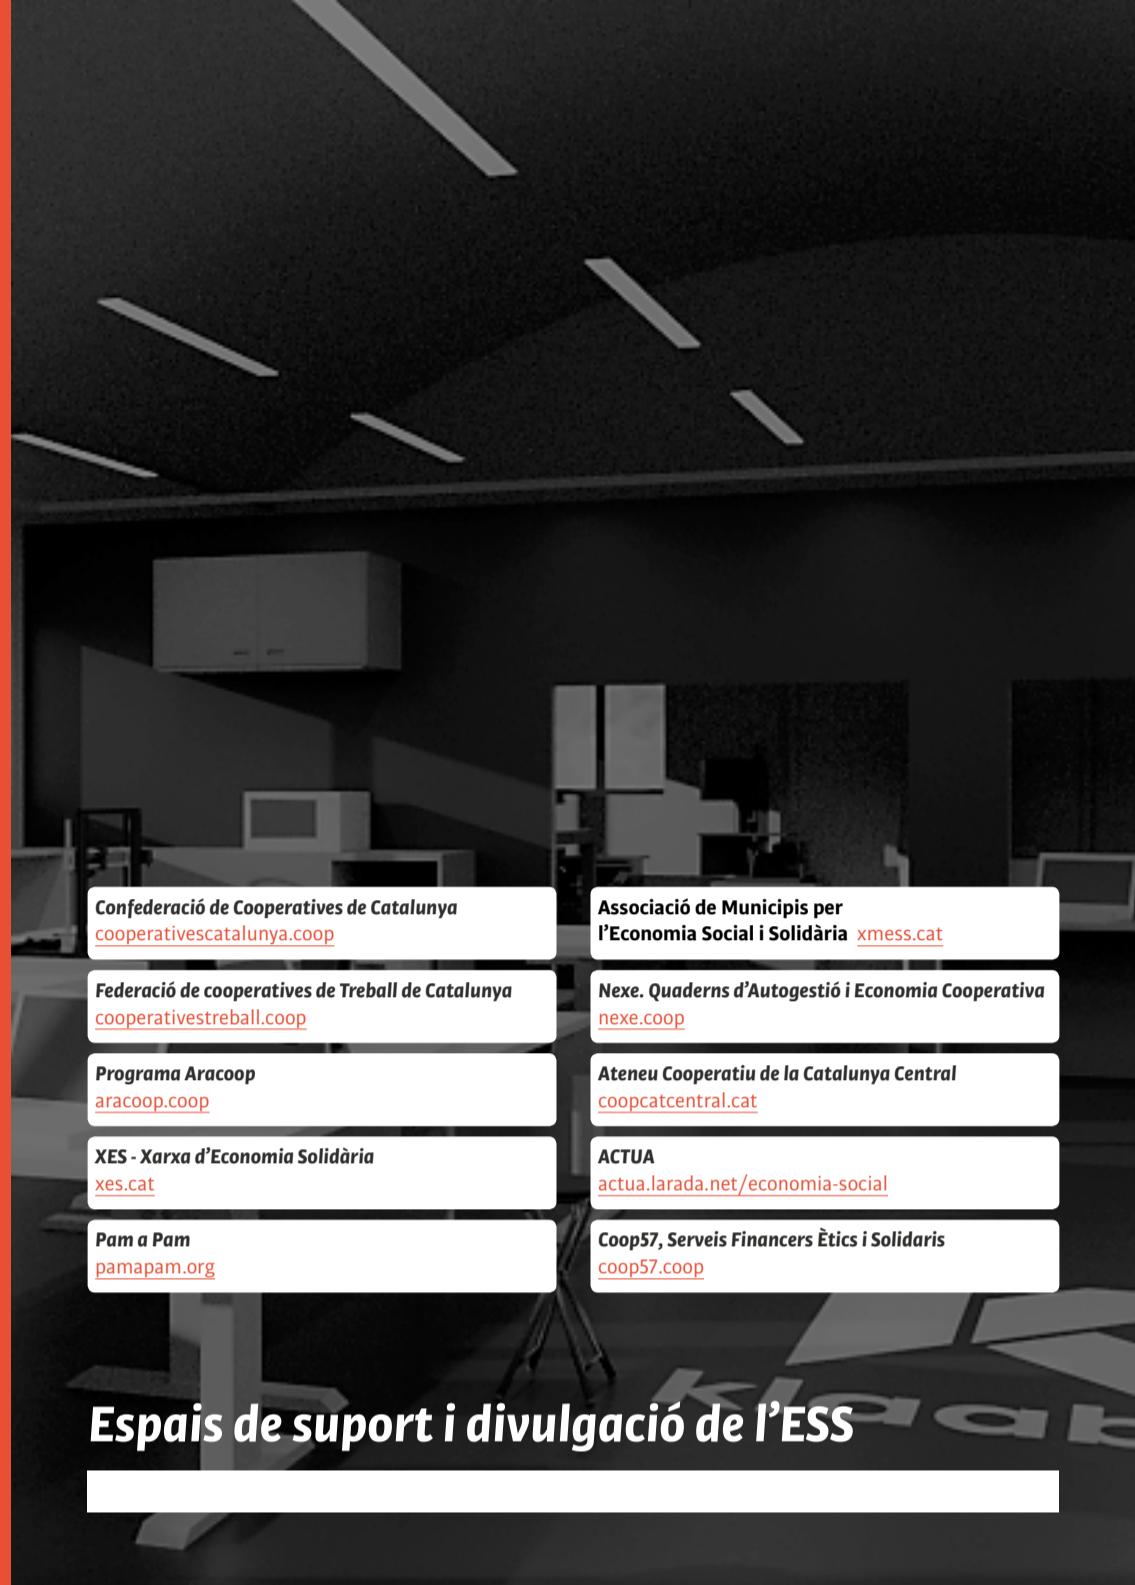 Confederació de Cooperatives de Catalunya
cooperativescatalunya.coop
Federació de cooperatives de Treball de Catalunya
cooperativestreball.coop
Programa Aracoop
aracoop.coop
XES - Xarxa d’Economia Solidària
xes.cat
Pam a Pam
pamapam.org
Associació de Municipis per
l’Economia Social i Solidària xmess.cat
Nexe. Quaderns d’Autogestió i Economia Cooperativa
nexe.coop
Ateneu Cooperatiu de la Catalunya Central
coopcatcentral.cat
ACTUA
actua.larada.net/economia-social
Coop57, Serveis Financers Ètics i Solidaris
coop57.coop
klaab
Espais de suport i divulgació de l’ESS